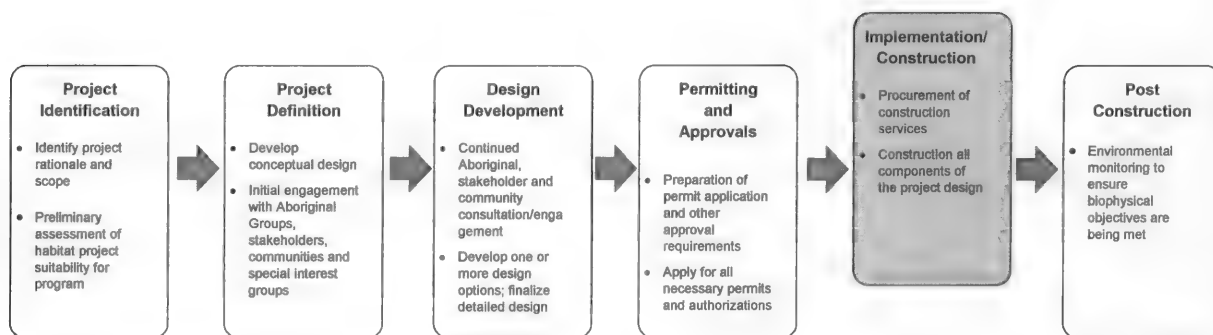 Project
Identification
• Identify project
rationale and
scope
• Preliminary
assessment of
habitat project
suitability for
program
Project
Definition
• Develop
conceptual design
• Initial engagement
with Aboriginal
Groups,
stakeholders,
communities and
special interest
groups
Design
Development
• Continued
Aboriginal,
stakeholder and
community
consultation/enga
gement
• Develop one or
more design
options; finalize
detailed design
Permitting
and
Approvals
• Preparation of
permit application
and other
approval
requirements
• Apply for all
necessary permits
and authorizations
Implementation/
Construction
• Procurement of
construction
services
• Construction all
components of
the project design
Post
Construction
• Environmental
monitoring to
ensure
biophysical
objectives are
being met